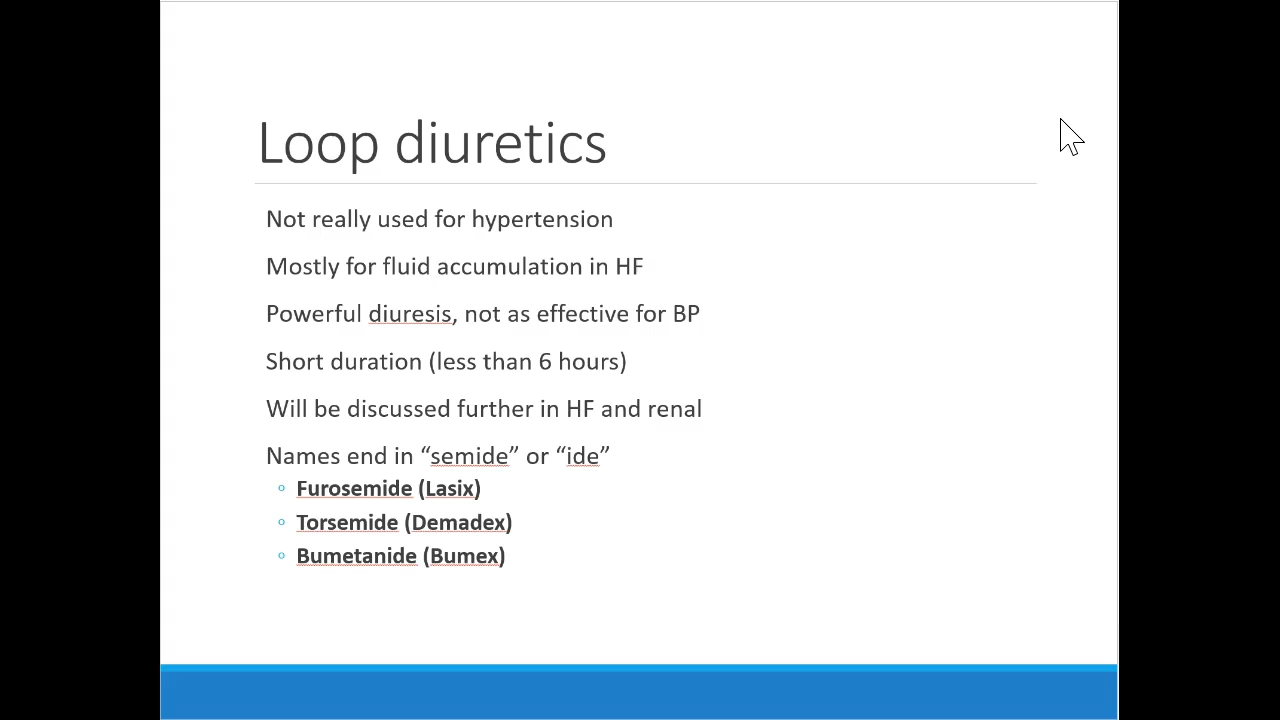 Loop diuretics
Not really used for hypertension
Mostly for fluid accumulation in HF
Powerful diuresis, not as effective for BP
Short duration (less than 6 hours)
Will be discussed further in HF and renal
Names end in “semide” or “ide”
Furosemide (Lasix)
Torsemide (Demadex)
Bumetanide (Bumex)